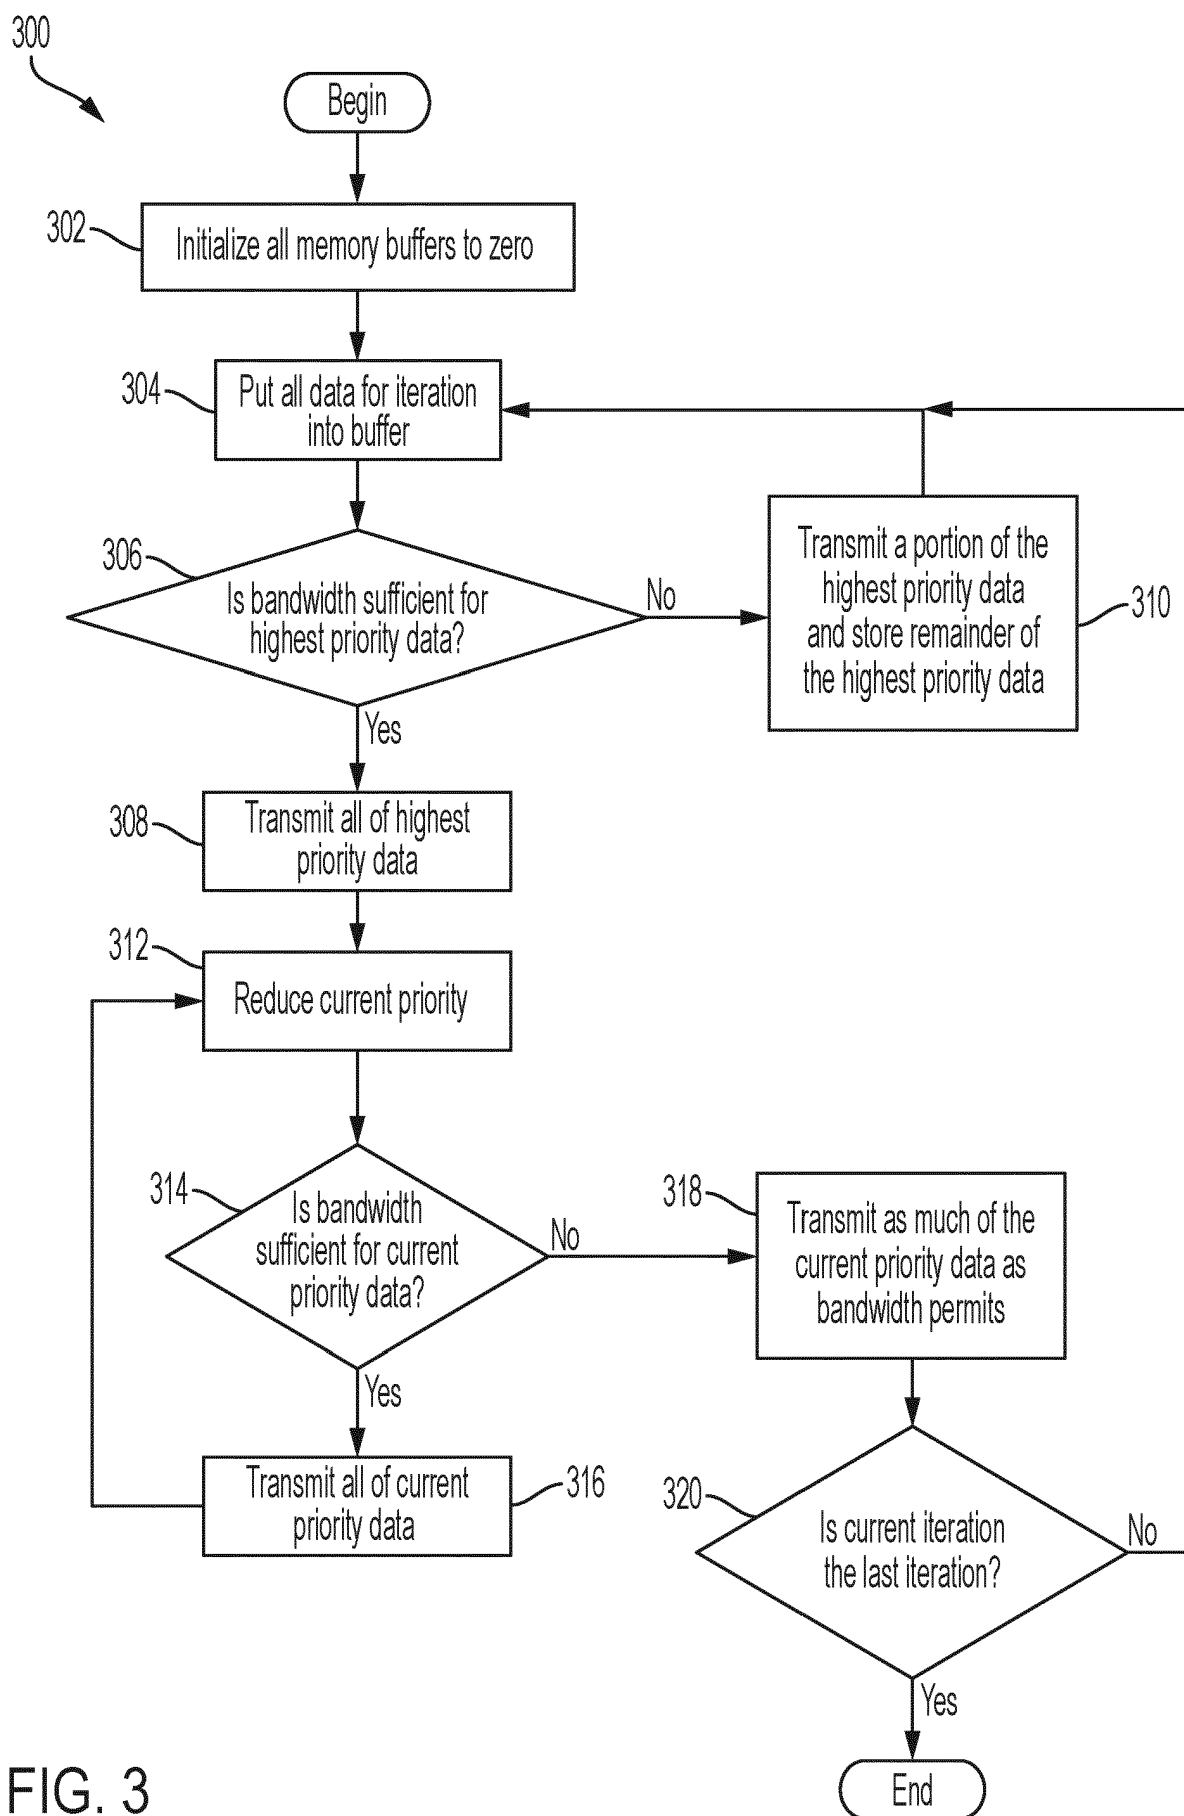 300
Begin
302
Initialize all memory buffers to zero
304
Put all data for iteration
into buffer
306
Is bandwidth sufficient for
highest priority data?
No
Transmit a portion of the
highest priority data
and store remainder of
the highest priority data
310
Yes
308
Transmit all of highest
priority data
312
Reduce current priority
314
Is bandwidth
sufficient for current
priority data?
No
318
Transmit as much of the
current priority data as
bandwidth permits
Yes
Transmit all of current
priority data
316
320
Is current iteration
the last iteration?
No
Yes
End
FIG. 3